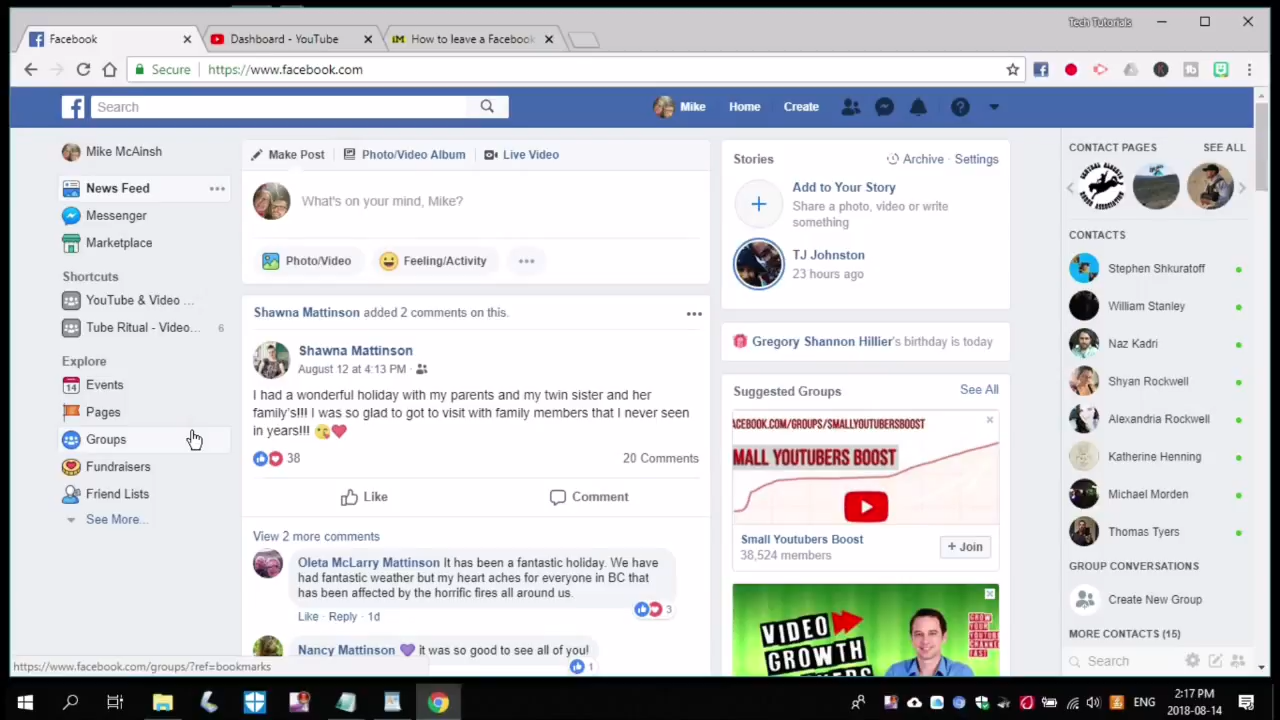 Tech Tutorials
Facebook
Dashboard - YouTube
How to leave a Facebook
Secure
https://www.facebook.com
Search
Mike
Home
Create
Mike McAinsh
News Feed
Messenger
Marketplace
Shortcuts
YouTube & Video ...
Tube Ritual - Video... 6
Explore
14
Events
Pages
Groups
Fundraisers
Friend Lists
See More...
Make Post
Photo/Video Album
Live Video
What's on your mind, Mike?
Photo/Video
Feeling/Activity
Shawna Mattinson added 2 comments on this.
Shawna Mattinson
August 12 at 4:13 PM ·
I had a wonderful holiday with my parents and my twin sister and her
family's!!! I was so glad to got to visit with family members that I never seen
in years!!!
38
20 Comments
Like
Comment
View 2 more comments
Oleta McLarry Mattinson It has been a fantastic holiday. We have
had fantastic weather but my heart aches for everyone in BC that
has been affected by the horrific fires all around us.
3
Like · Reply · 1d
Nancy Mattinson 💜 it was so good to see all of you!
1
Stories
Archive · Settings
Add to Your Story
Share a photo, video or write
something
TJ Johnston
23 hours ago
Gregory Shannon Hillier's birthday is today
Suggested Groups
See All
ACEBOOK.COM/GROUPS/SMALLYOUTUBERSBOOST
MALL YOUTUBERS BOOST
Small Youtubers Boost
38,524 members
+ Join
VIDEO
GROWTH
GROW
YOUR
YOUTUBE
CHANNEL
FAST
CONTACT PAGES
SEE ALL
CONTACTS
Stephen Shkuratoff
William Stanley
Naz Kadri
Shyan Rockwell
Alexandria Rockwell
Katherine Henning
Michael Morden
Thomas Tyers
GROUP CONVERSATIONS
Create New Group
MORE CONTACTS (15)
Search
https://www.facebook.com/groups/?ref=bookmarks
ENG
2:17 PM
2018-08-14